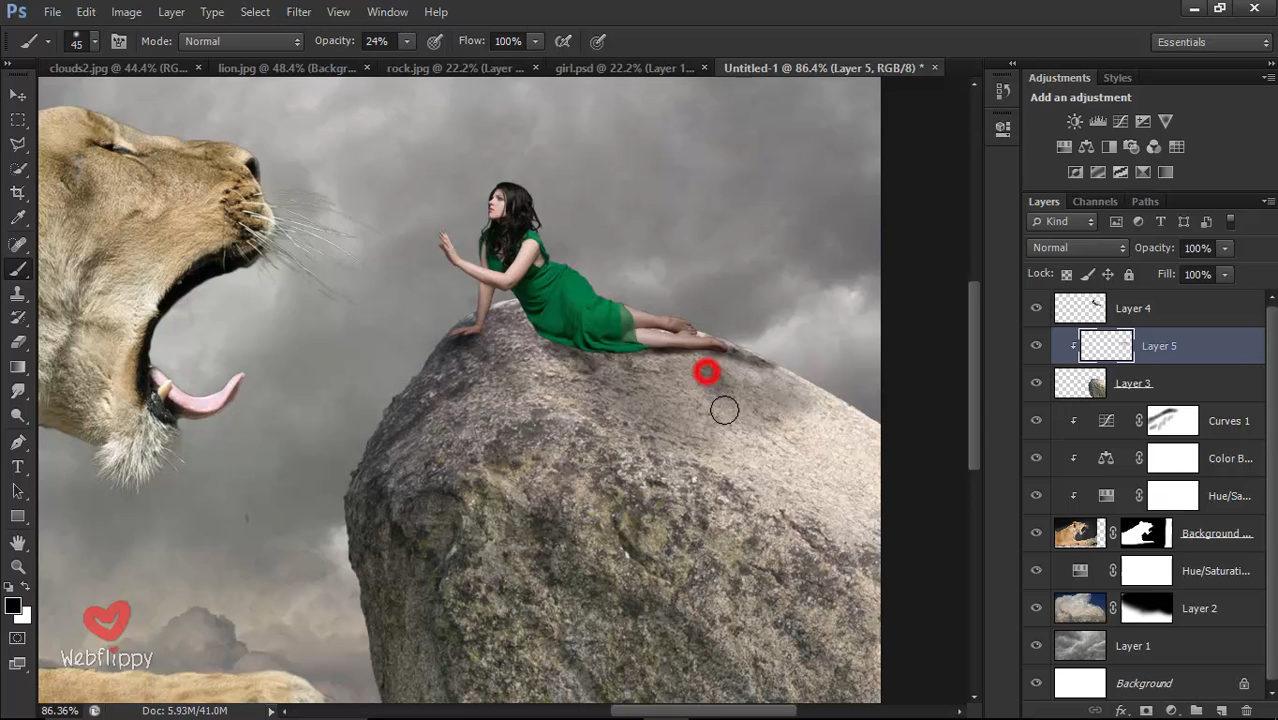 Ps File Edit Image Layer Type Select Filter View Window Help
45 Mode: Normal Opacity: 24% Flow: 100% Essentials
clouds2.jpg @ 44.4% (RG... × lion.jpg @ 48.4% (Backgr... × rock.jpg @ 22.2% (Layer ... × girl.psd @ 22.2% (Layer 1... × Untitled-1 @ 86.4% (Layer 5, RGB/8) * ×
Adjustments Styles
Add an adjustment
Layers Channels Paths
Kind
Normal Opacity: 100%
Lock: Fill: 100%
Layer 4
Layer 5
Layer 3
Curves 1
Color B...
Hue/Sa...
Background ...
Hue/Saturati...
Layer 2
Layer 1
Background
Webflippy
86.36% Doc: 5.93M/41.0M